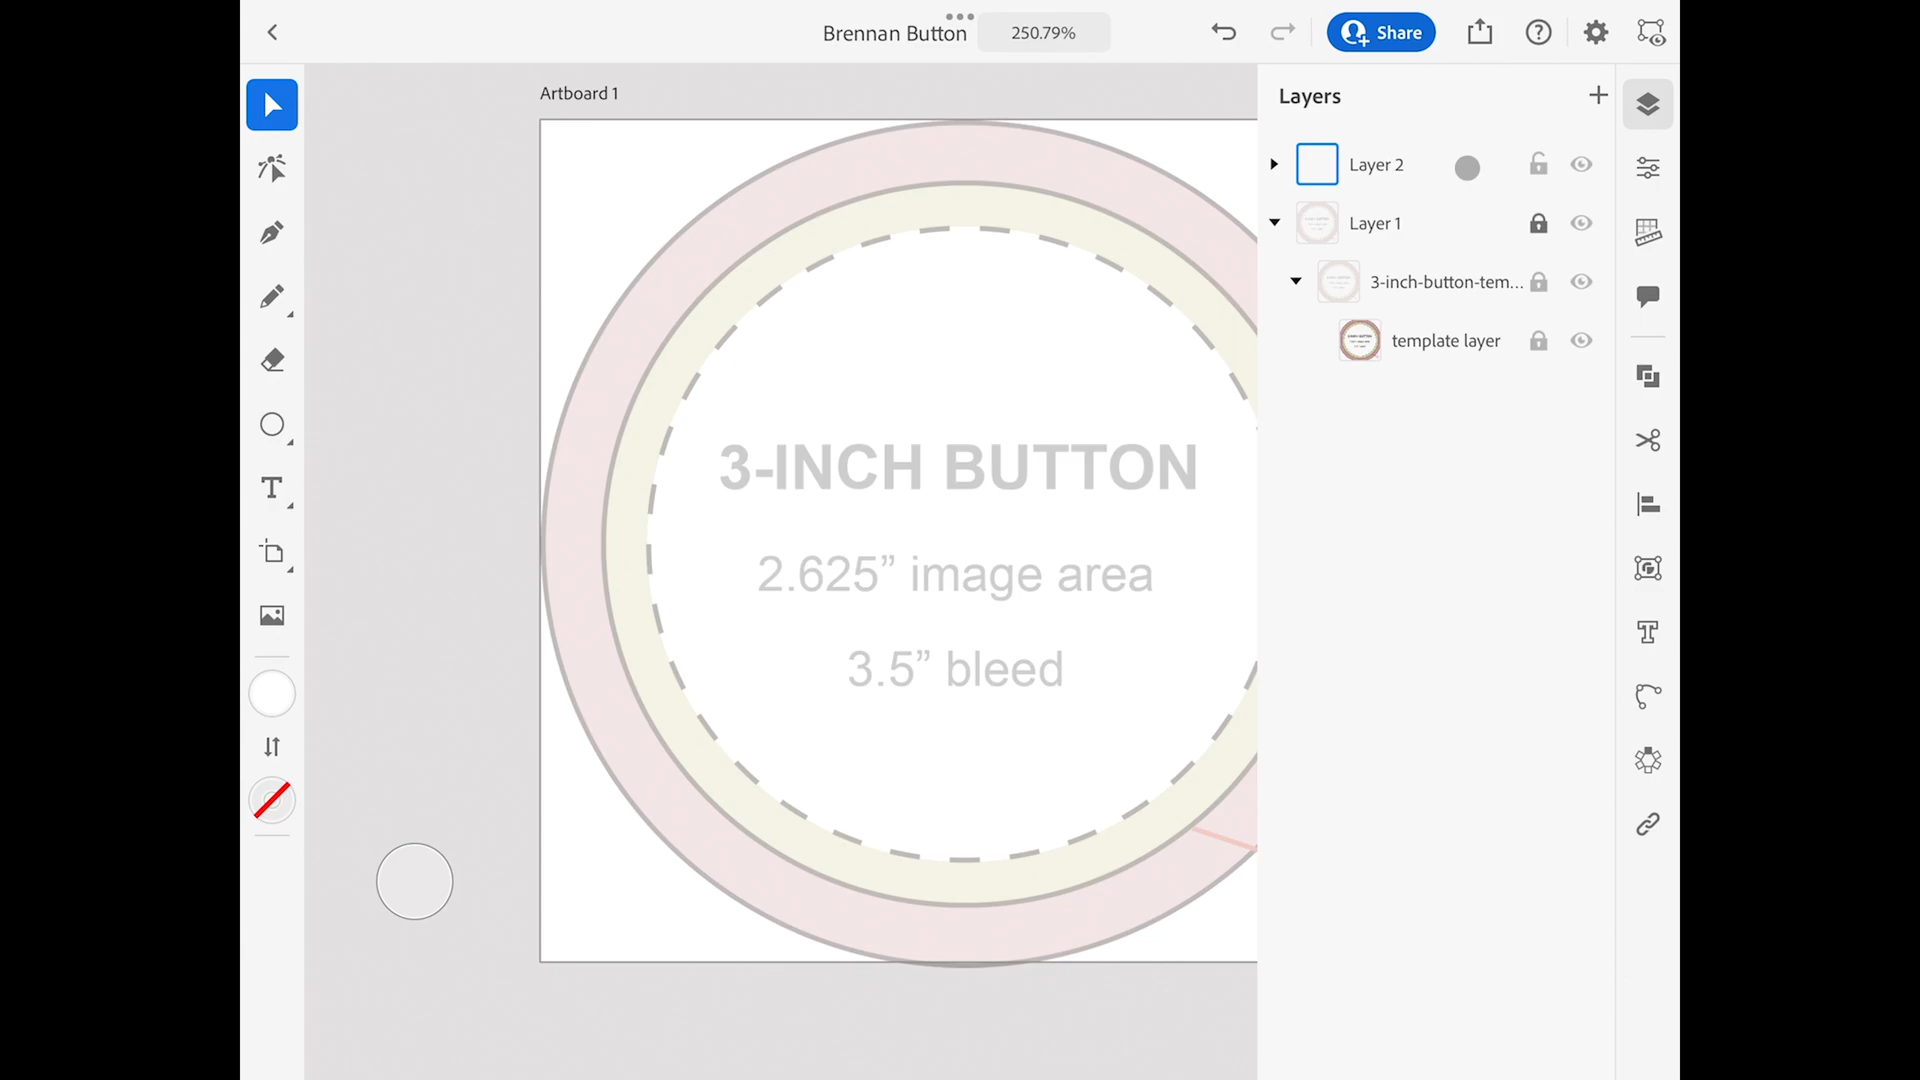 Brennan Button
250.79%
Share
Artboard 1
Layers
Layer 2
Layer 1
3-inch-button-tem...
template layer
3-INCH BUTTON
2.625” image area
3.5” bleed